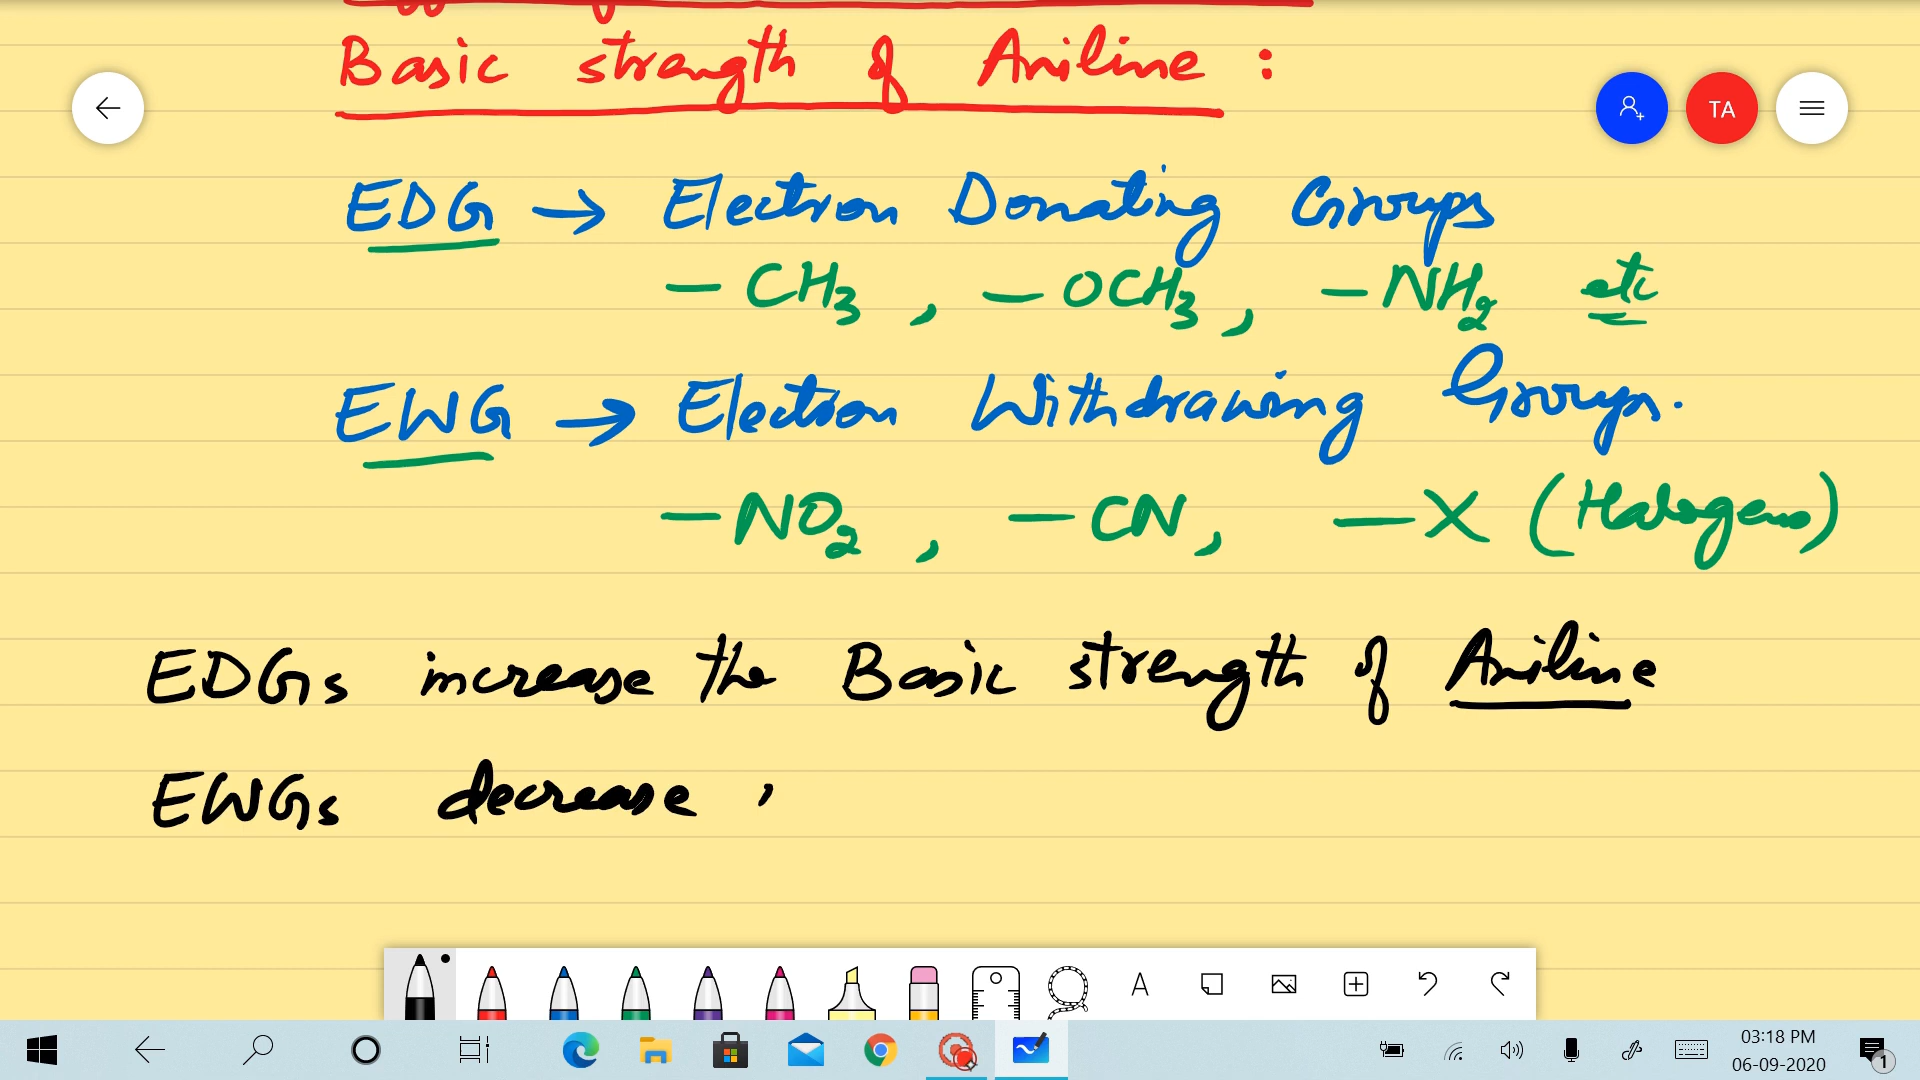 Basic strength of Aniline :
TA
EDG → Electron Donating Groups
— CH3 , — OCH3 , — NH2 etc
EWG → Electron Withdrawing Groups.
— NO2 , — CN , — X (Halogens)
EDGs increase the Basic strength of Aniline
EWGs decrease ,
A
03:18 PM
06-09-2020
1